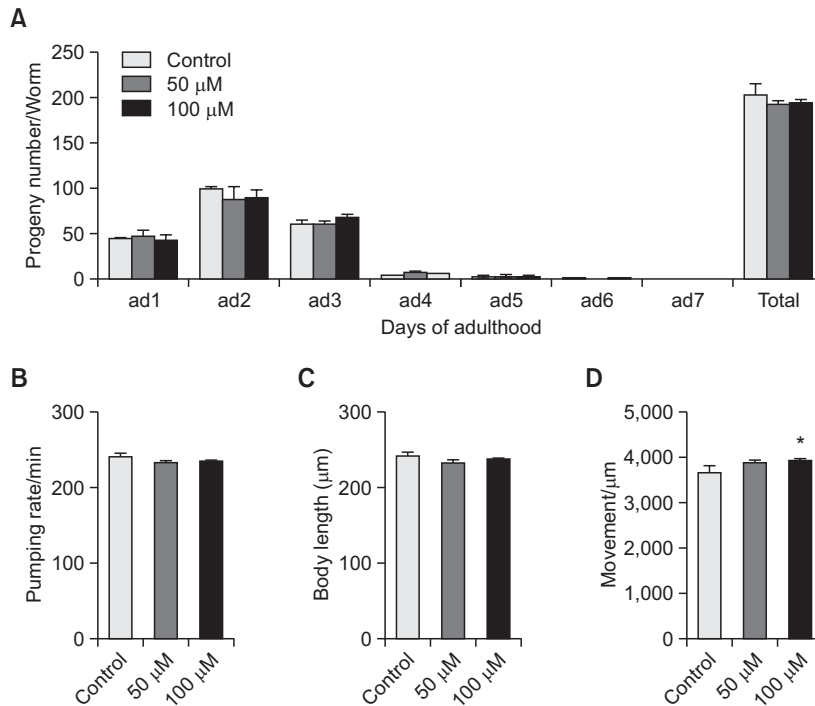 A
Progeny number/Worm
250
200
150
100
50
0
Control
50 μM
100 μM
ad1 ad2 ad3 ad4 ad5 ad6 ad7 Total
Days of adulthood
B
Pumping rate/min
300
200
100
0
Control 50 μM 100 μM
C
Body length (μm)
300
200
100
0
Control 50 μM 100 μM
D
Movement/μm
5,000
4,000
3,000
2,000
1,000
0
*
Control 50 μM 100 μM